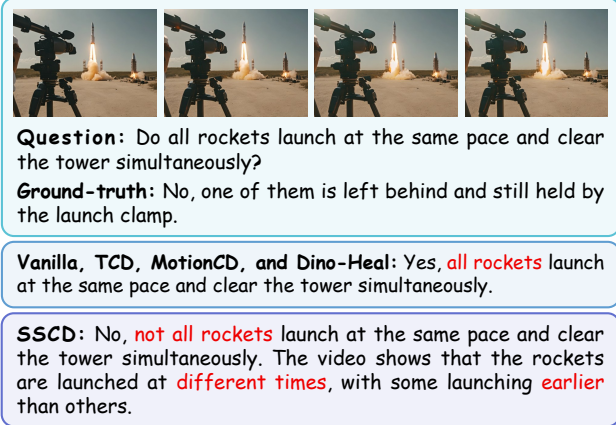 Question: Do all rockets launch at the same pace and clear
the tower simultaneously?
Ground-truth: No, one of them is left behind and still held by
the launch clamp.
Vanilla, TCD, MotionCD, and Dino-Heal: Yes, all rockets launch
at the same pace and clear the tower simultaneously.
SSCD: No, not all rockets launch at the same pace and clear
the tower simultaneously. The video shows that the rockets
are launched at different times, with some launching earlier
than others.